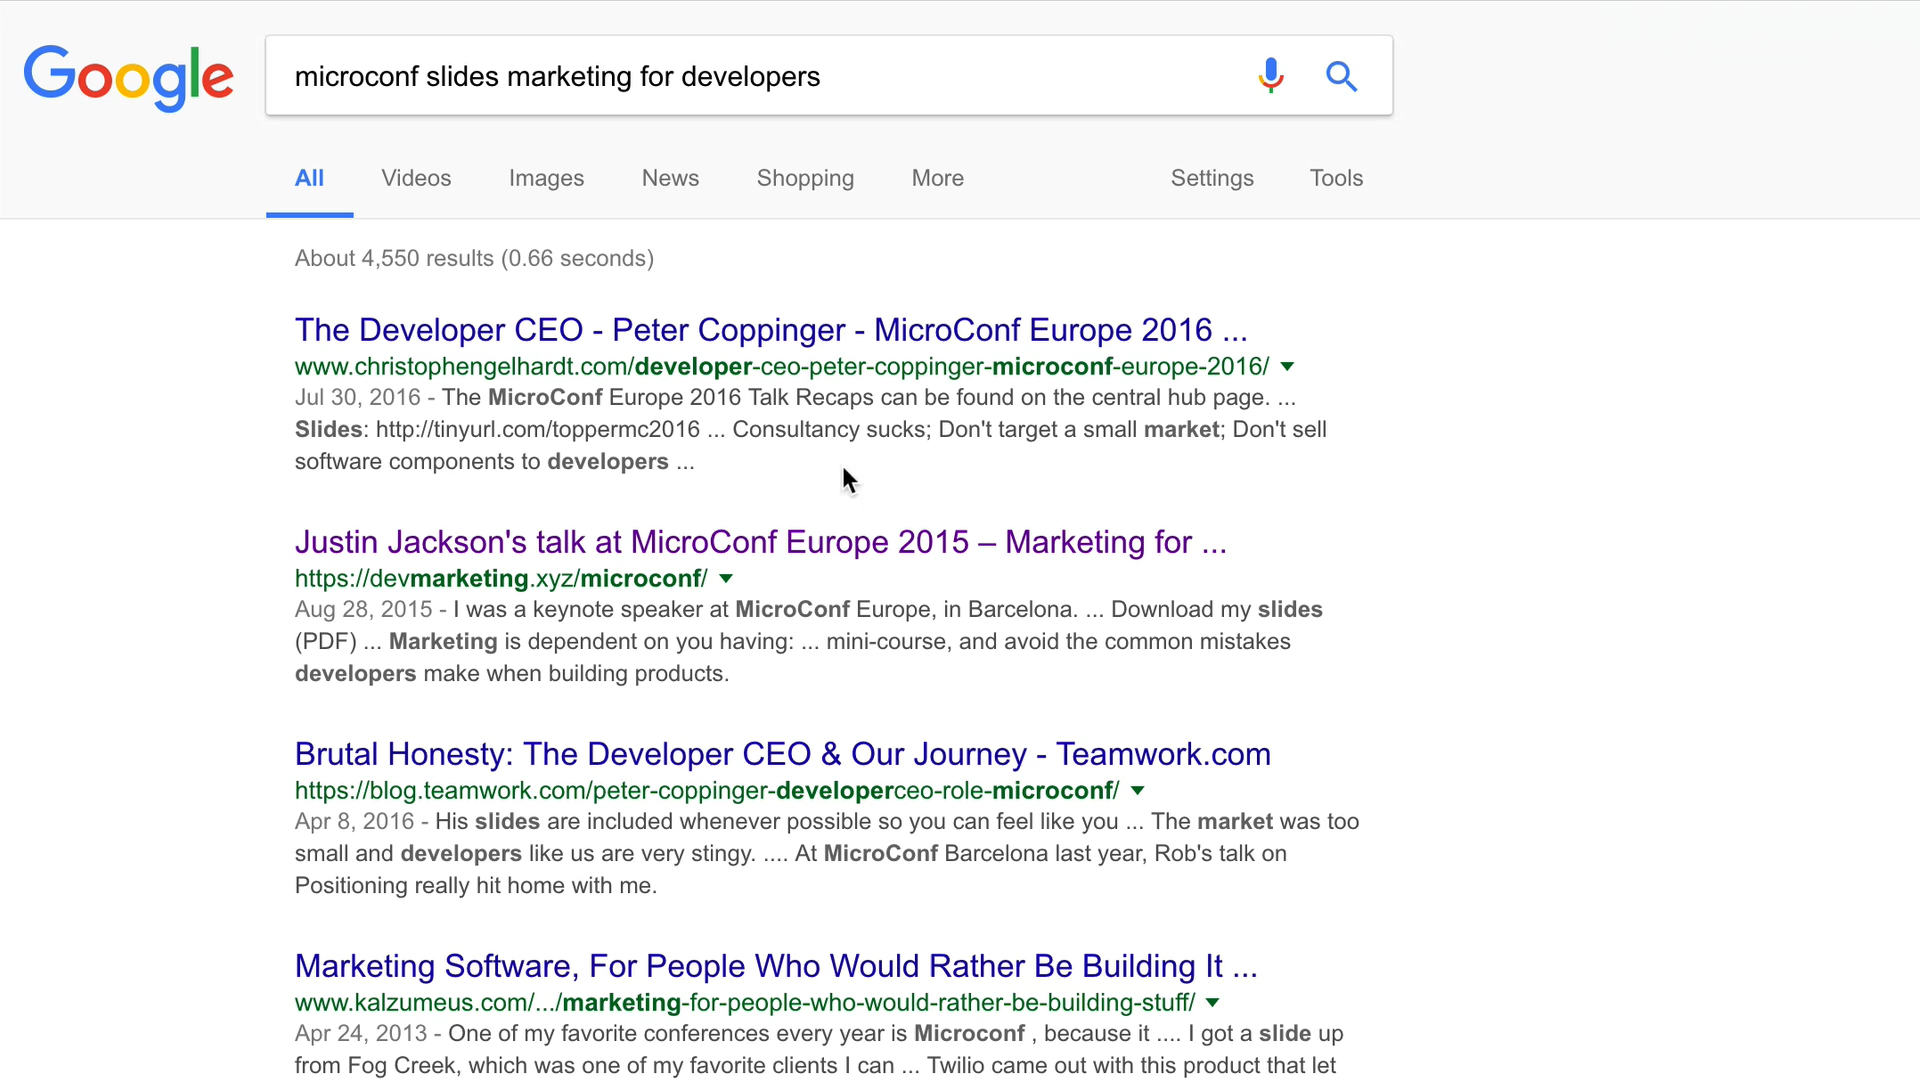 Google
microconf slides marketing for developers
All Videos Images News Shopping More Settings Tools
About 4,550 results (0.66 seconds)
The Developer CEO - Peter Coppinger - MicroConf Europe 2016 ...
www.christophengelhardt.com/developer-ceo-peter-coppinger-microconf-europe-2016/
Jul 30, 2016 - The MicroConf Europe 2016 Talk Recaps can be found on the central hub page. ...
Slides: http://tinyurl.com/toppermc2016 ... Consultancy sucks; Don't target a small market; Don't sell
software components to developers ...
Justin Jackson's talk at MicroConf Europe 2015 – Marketing for ...
https://devmarketing.xyz/microconf/
Aug 28, 2015 - I was a keynote speaker at MicroConf Europe, in Barcelona. ... Download my slides
(PDF) ... Marketing is dependent on you having: ... mini-course, and avoid the common mistakes
developers make when building products.
Brutal Honesty: The Developer CEO & Our Journey - Teamwork.com
https://blog.teamwork.com/peter-coppinger-developerceo-role-microconf/
Apr 8, 2016 - His slides are included whenever possible so you can feel like you ... The market was too
small and developers like us are very stingy. .... At MicroConf Barcelona last year, Rob's talk on
Positioning really hit home with me.
Marketing Software, For People Who Would Rather Be Building It ...
www.kalzumeus.com/.../marketing-for-people-who-would-rather-be-building-stuff/
Apr 24, 2013 - One of my favorite conferences every year is Microconf , because it .... I got a slide up
from Fog Creek, which was one of my favorite clients I can ... Twilio came out with this product that let